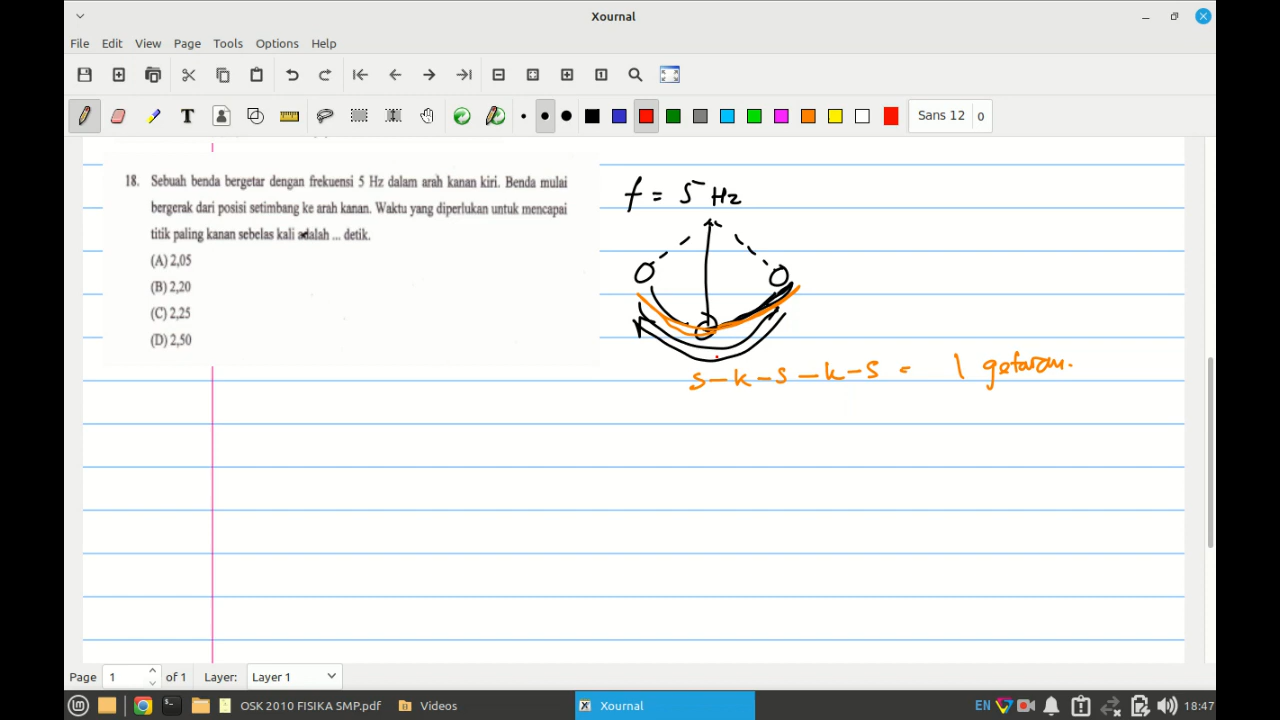 Xournal
File Edit View Page Tools Options Help
Sans 12 0
18. Sebuah benda bergetar dengan frekuensi 5 Hz dalam arah kanan kiri. Benda mulai
bergerak dari posisi setimbang ke arah kanan. Waktu yang diperlukan untuk mencapai
titik paling kanan sebelas kali adalah ... detik.
(A) 2,05
(B) 2,20
(C) 2,25
(D) 2,50
f = 5 Hz
s - k - s - k - s = 1 getaran.
Page 1 of 1 Layer: Layer 1
OSK 2010 FISIKA SMP.pdf Videos Xournal EN 18:47